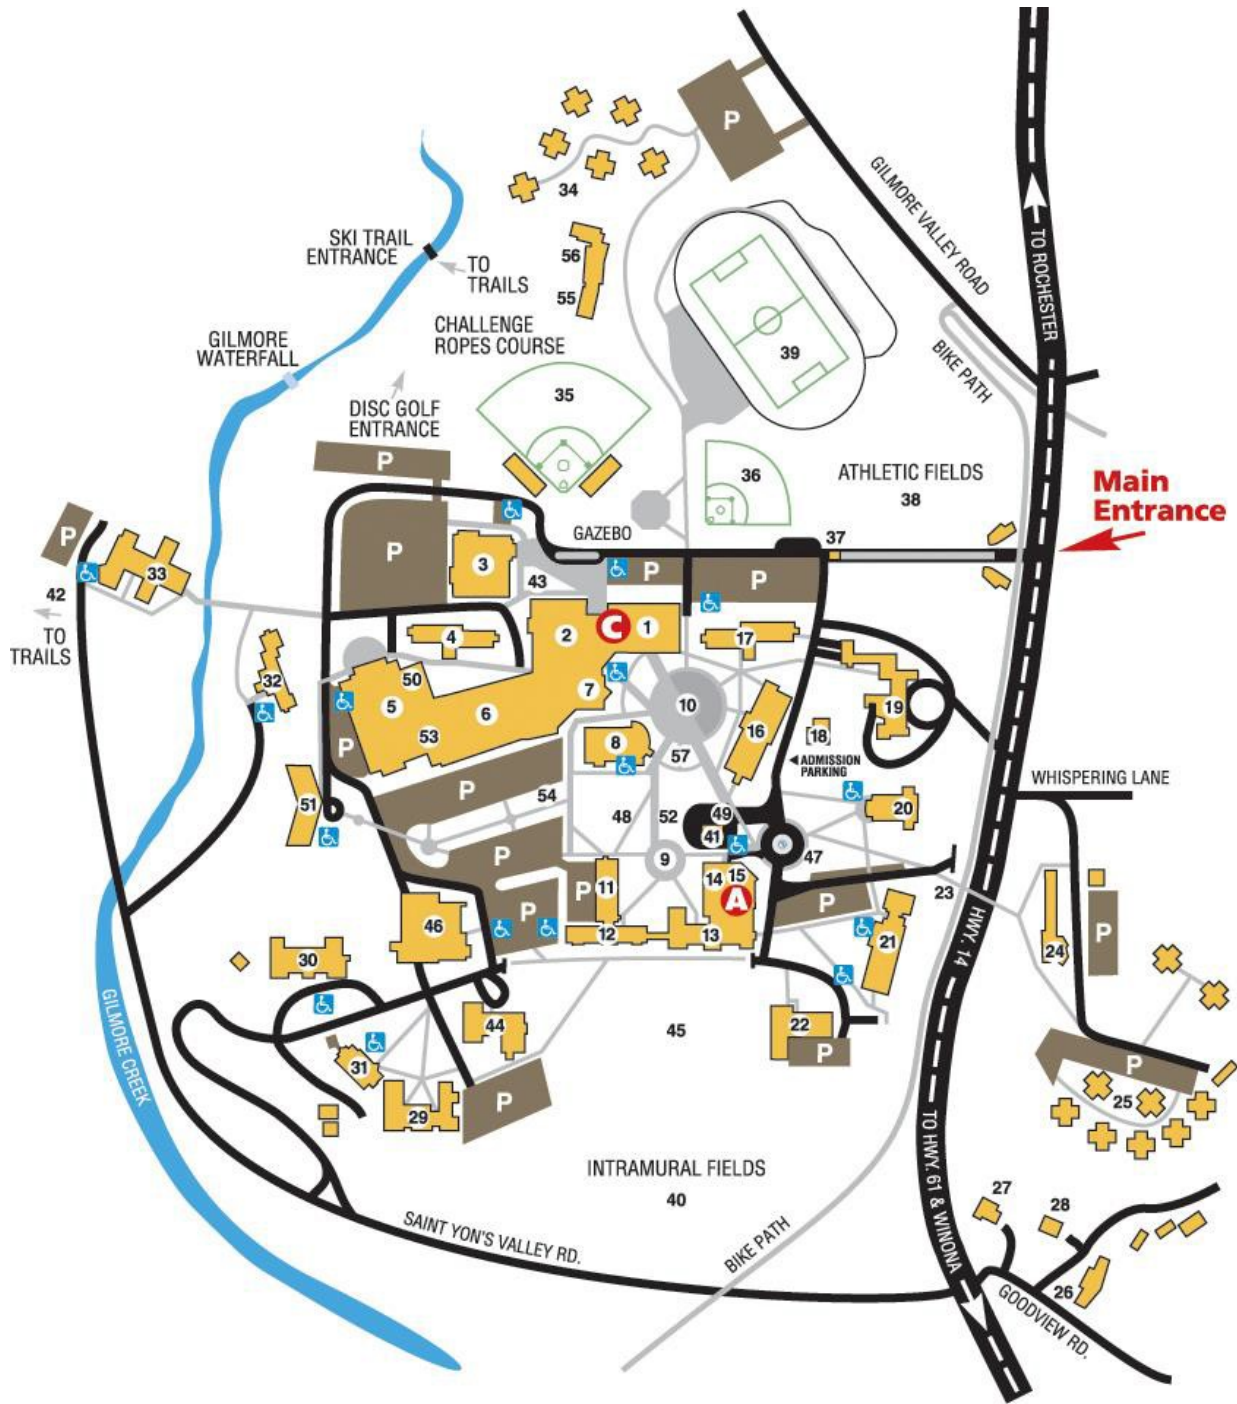 P
GILMORE VALLEY ROAD
34
SKI TRAIL
ENTRANCE
TO
TRAILS
56
55
TO ROCHESTER
CHALLENGE
ROPES COURSE
GILMORE
WATERFALL
39
BIKE PATH
35
DISC GOLF
ENTRANCE
P
36
ATHLETIC FIELDS
38
Main
Entrance
P
GAZEBO
37
P
3
33
43
P
P
42
TO
TRAILS
C
1
2
4
17
32
50
7
5
6
10
19
16
18
53
8
57
ADMISSION
PARKING
P
WHISPERING LANE
P
54
51
48
52
49
20
41
9
47
P
11
14
15
23
P
A
P
46
P
12
13
21
HWY. 14
24
P
30
GILMORE CREEK
44
45
22
P
31
P
25
29
P
TO HWY. 61 & WINONA
INTRAMURAL FIELDS
40
27
28
SAINT YON'S VALLEY RD.
BIKE PATH
26
GOODVIEW RD.